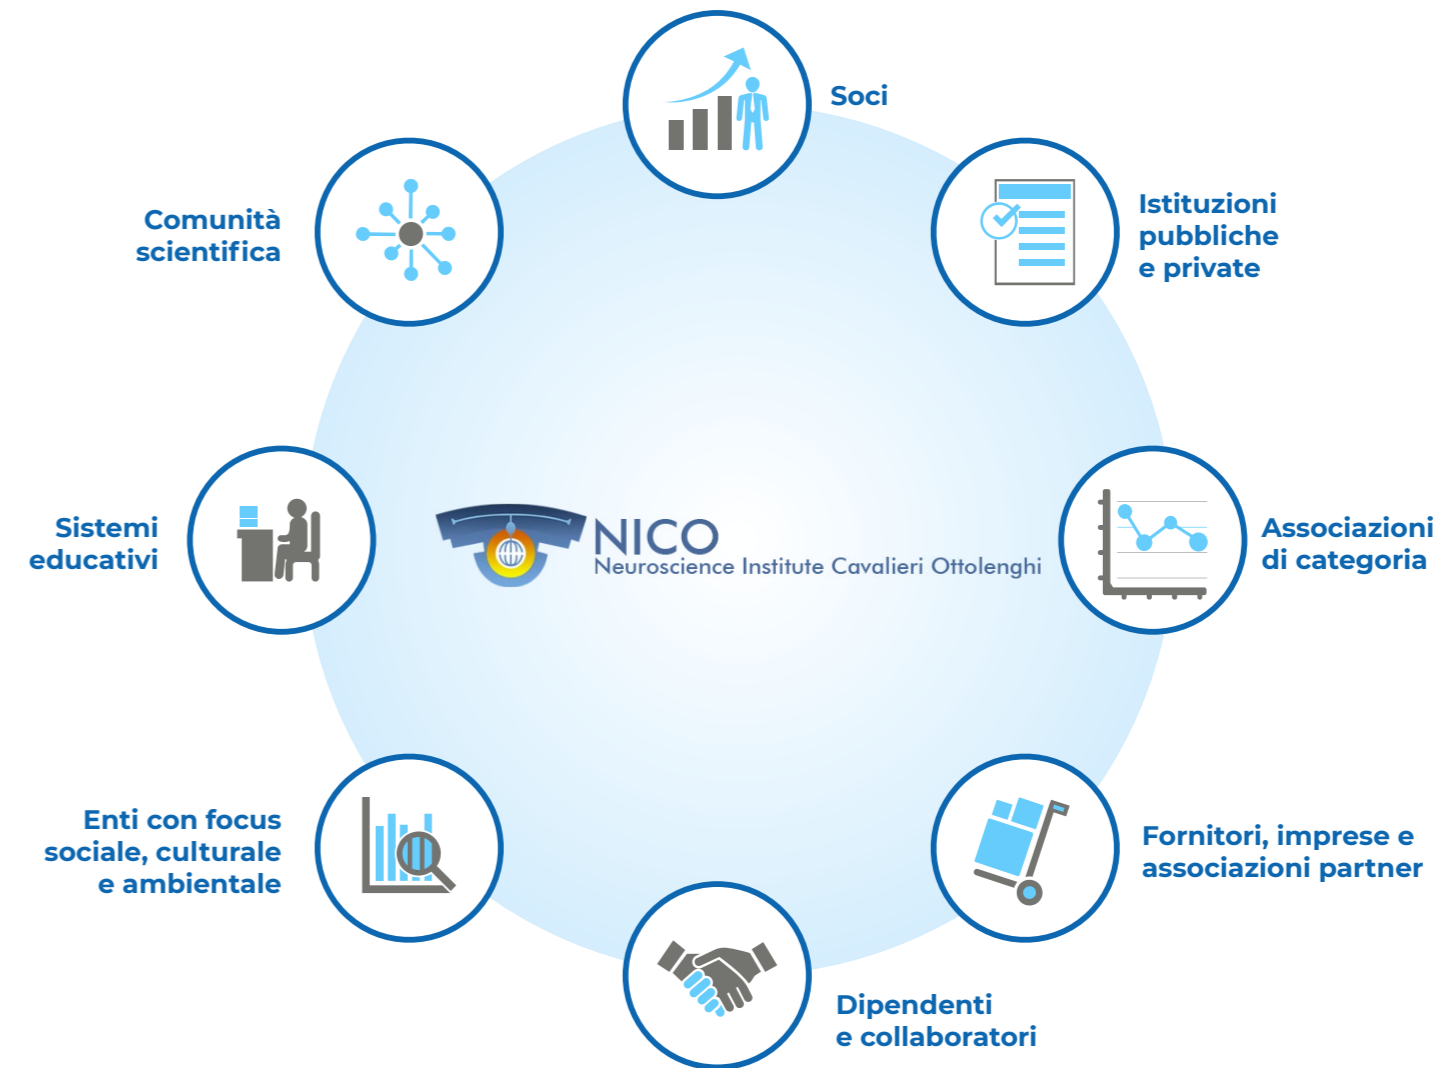 Soci
Istituzioni
pubbliche
e private
Comunità
scientifica
Sistemi
educativi
NICO
Neuroscience Institute Cavalieri Ottolenghi
Associazioni
di categoria
Enti con focus
sociale, culturale
e ambientale
Fornitori, imprese e
associazioni partner
Dipendenti
e collaboratori